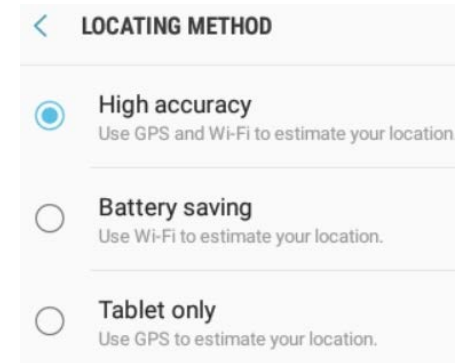 LOCATING METHOD
High accuracy
Use GPS and Wi-Fi to estimate your location.
Battery saving
Use Wi-Fi to estimate your location.
Tablet only
Use GPS to estimate your location.